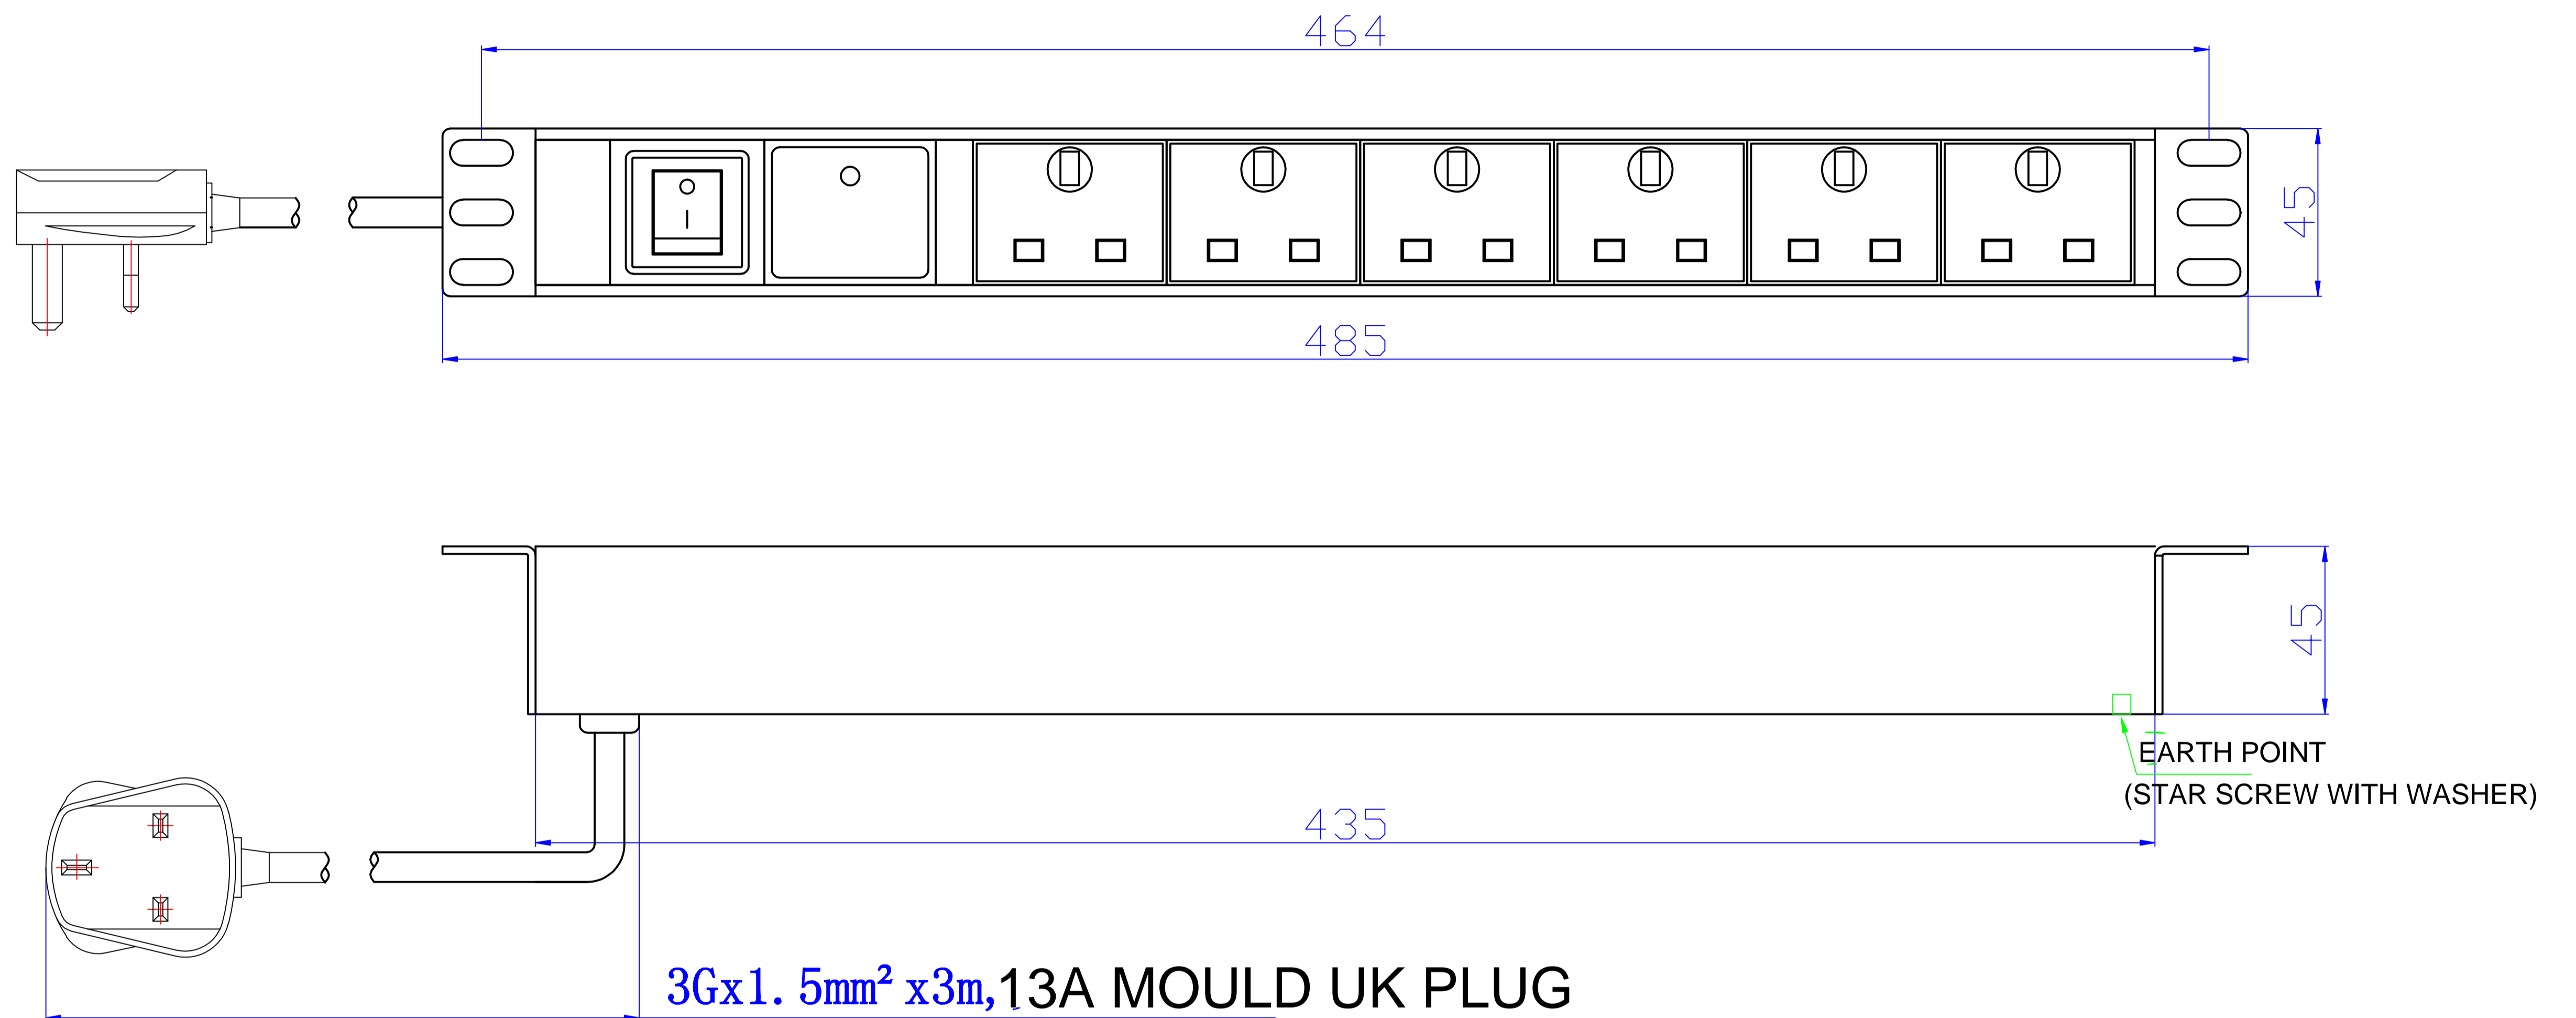 464
45
485
45
EARTH POINT
(STAR SCREW WITH WASHER)
435
3Gx1.5mm² x3m,13A MOULD UK PLUG